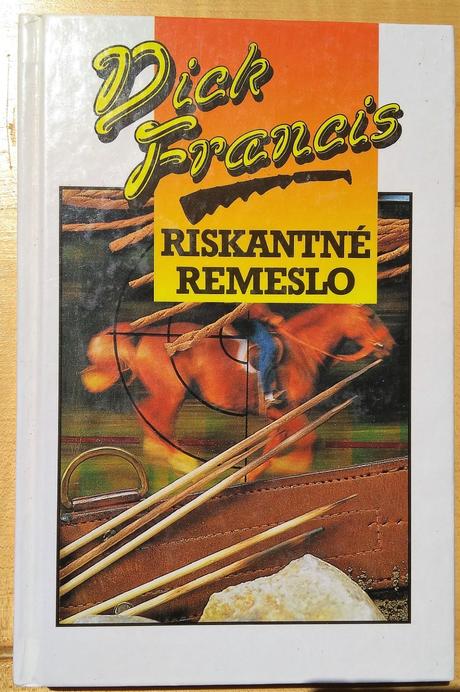 Dick
Francis
RISKANTNÉ
REMESLO